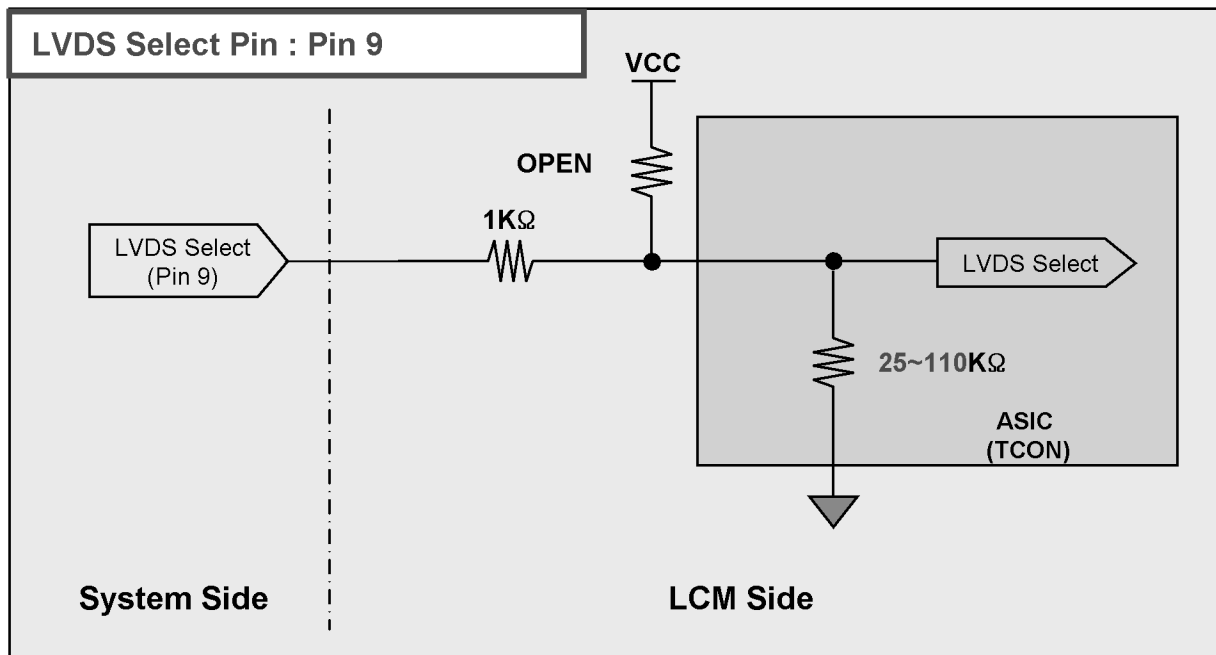 LVDS Select Pin : Pin 9
VCC
OPEN
1KΩ
LVDS Select
(Pin 9)
LVDS Select
25~110KΩ
ASIC
(TCON)
System Side
LCM Side